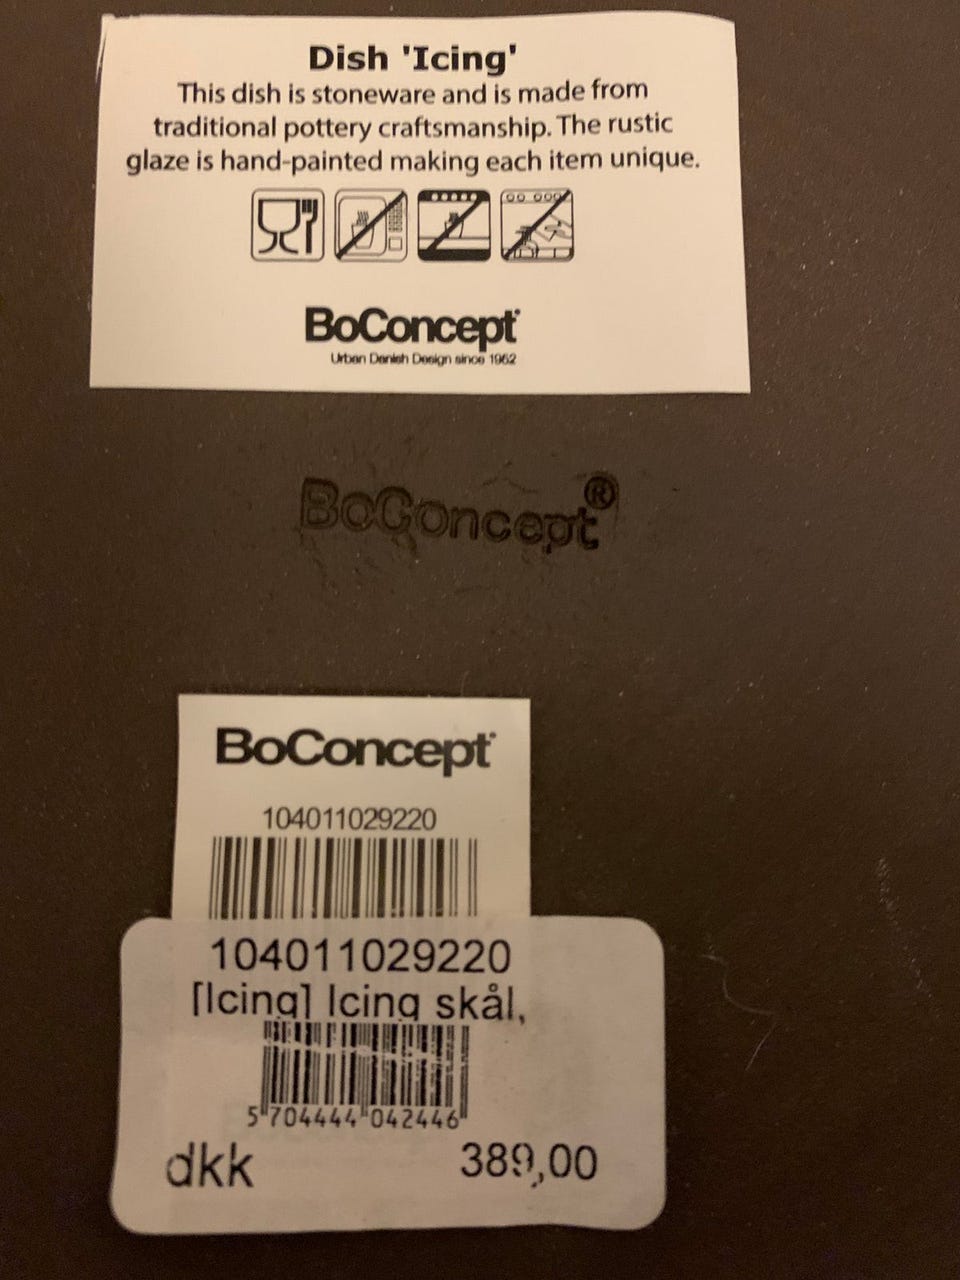 Dish 'Icing'
This dish is stoneware and is made from
traditional pottery craftsmanship. The rustic
glaze is hand-painted making each item unique.
BoConcept®
Urban Danish Design since 1952
BoConcept®
BoConcept®
104011029220
104011029220
[Icing] Icing skål,
5 704444 042446
dkk 389,00